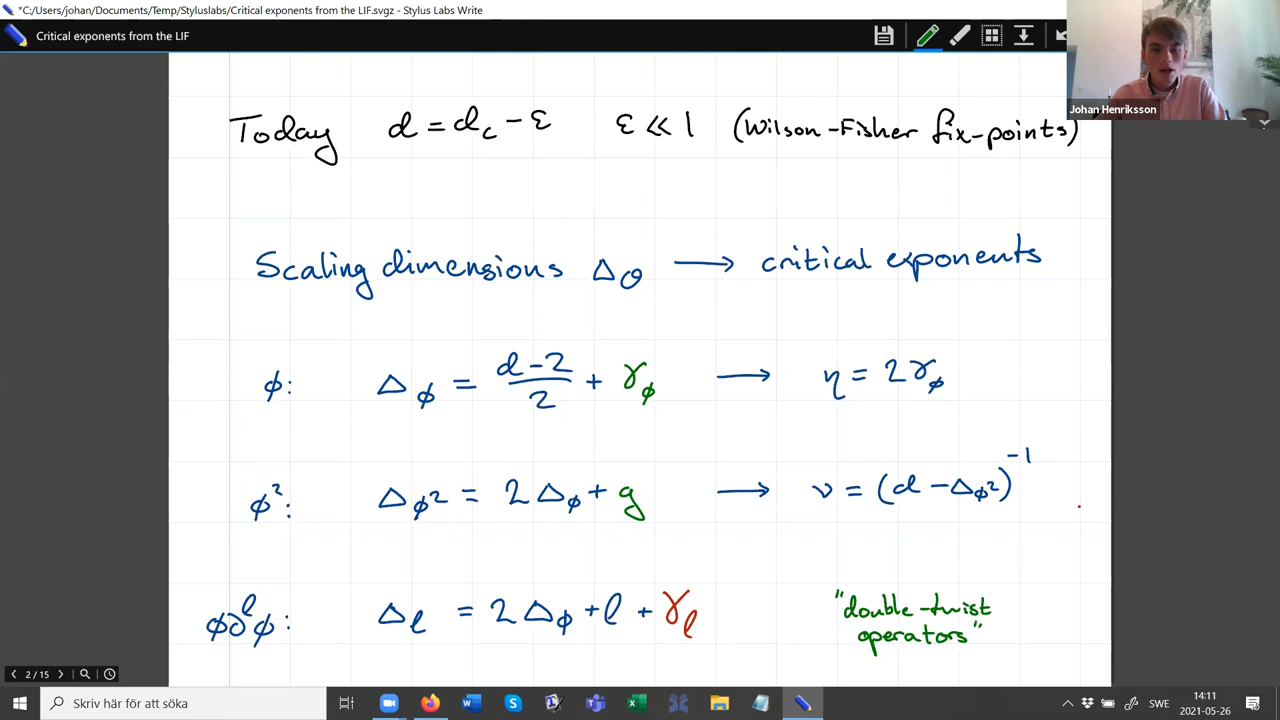 *C:/Users/johan/Documents/Temp/Styluslabs/Critical exponents from the LIF.svgz - Stylus Labs Write
Critical exponents from the LIF
Johan Henriksson
Today d = d_c - ε ε ≪ 1 (Wilson-Fisher fix-points)
Scaling dimensions Δ_O ⟶ critical exponents
ϕ: Δ_ϕ = (d-2)/2 + γ_ϕ ⟶ η = 2γ_ϕ
ϕ²: Δ_ϕ² = 2Δ_ϕ + g ⟶ ν = (d - Δ_ϕ²)⁻¹
ϕ∂^lϕ: Δ_l = 2Δ_ϕ + l + γ_l "double-twist
operators"
2/15
Skriv här för att söka
SWE
14:11
2021-05-26